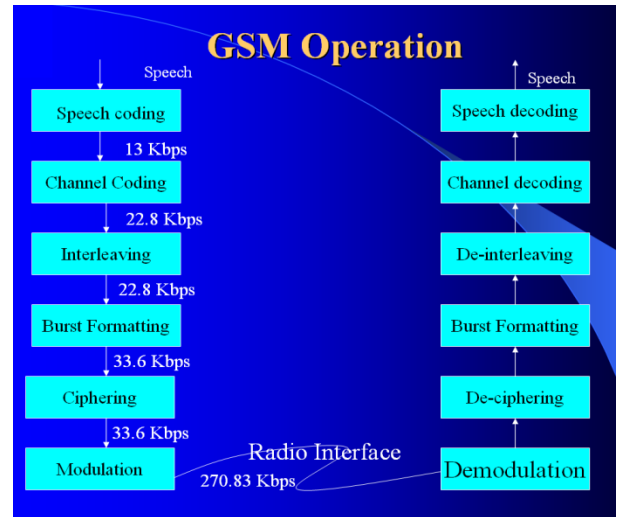 GSM Operation
Speech
Speech coding
13 Kbps
Channel Coding
22.8 Kbps
Interleaving
22.8 Kbps
Burst Formatting
33.6 Kbps
Ciphering
33.6 Kbps
Modulation
Radio Interface
270.83 Kbps
Speech
Speech decoding
Channel decoding
De-interleaving
Burst Formatting
De-ciphering
Demodulation